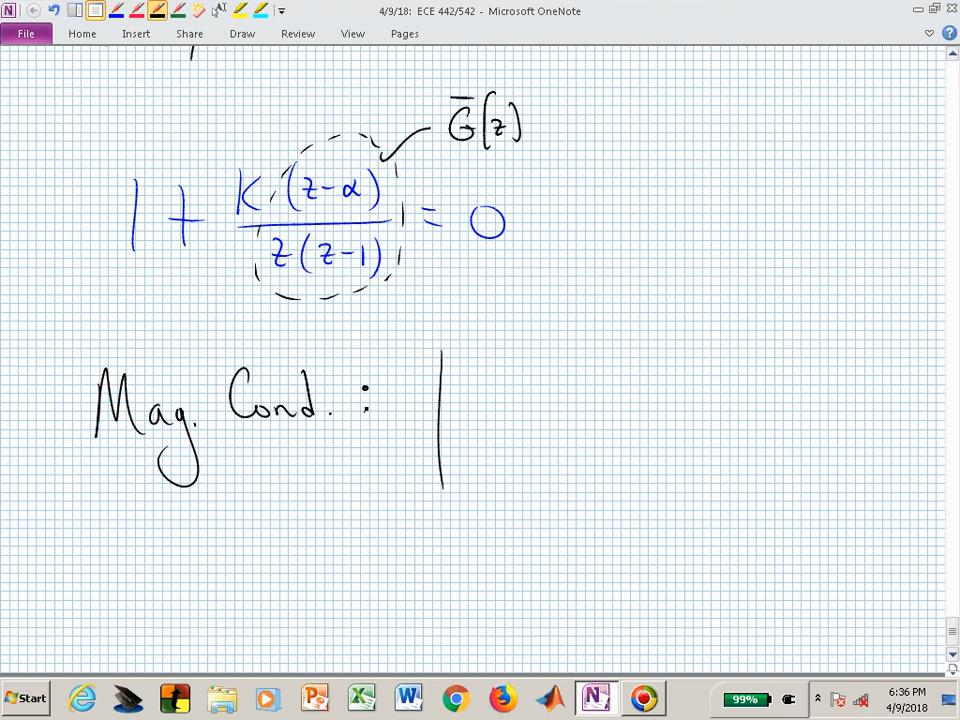 4/9/18: ECE 442/542 - Microsoft OneNote
File Home Insert Share Draw Review View Pages
G̅(z)
1 + K (z-α) / z(z-1) = 0
Mag. Cond. : |
Start
99%
6:36 PM
4/9/2018